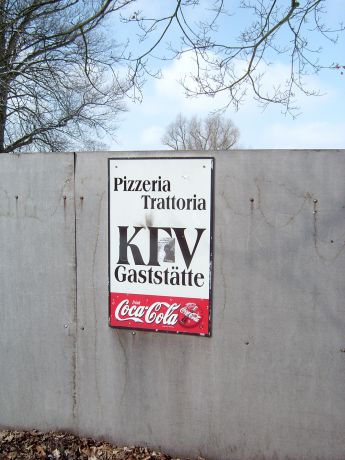 Pizzeria
Trattoria
KFV
Gaststätte
Coca-Cola